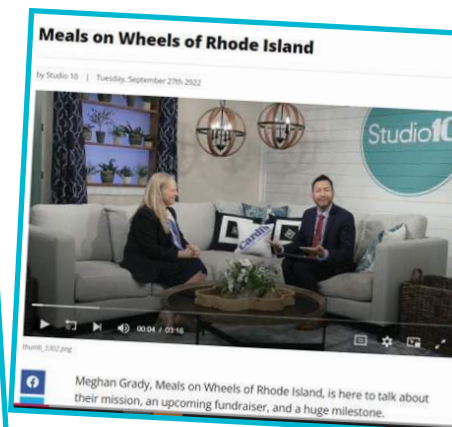 Meals on Wheels of Rhode Island
by Studio 10 | Tuesday, September 27th 2022
Studio10
Cardi's
00:04 / 03:16
thumb_3302.png
Meghan Grady, Meals on Wheels of Rhode Island, is here to talk about
their mission, an upcoming fundraiser, and a huge milestone.